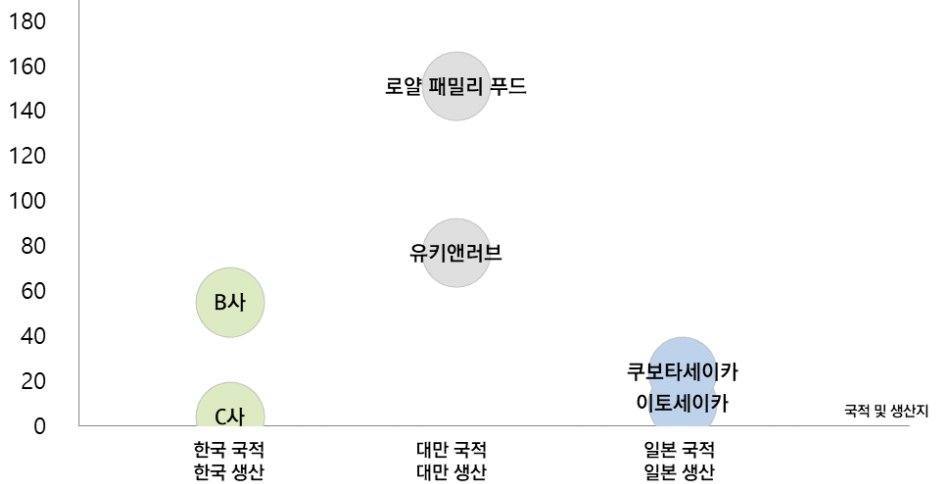 180
160
140
120
100
80
60
40
20
0
로얄 패밀리 푸드
유키앤러브
B사
C사
쿠보타세이카
이토세이카
국적 및 생산지
한국 국적
한국 생산
대만 국적
대만 생산
일본 국적
일본 생산